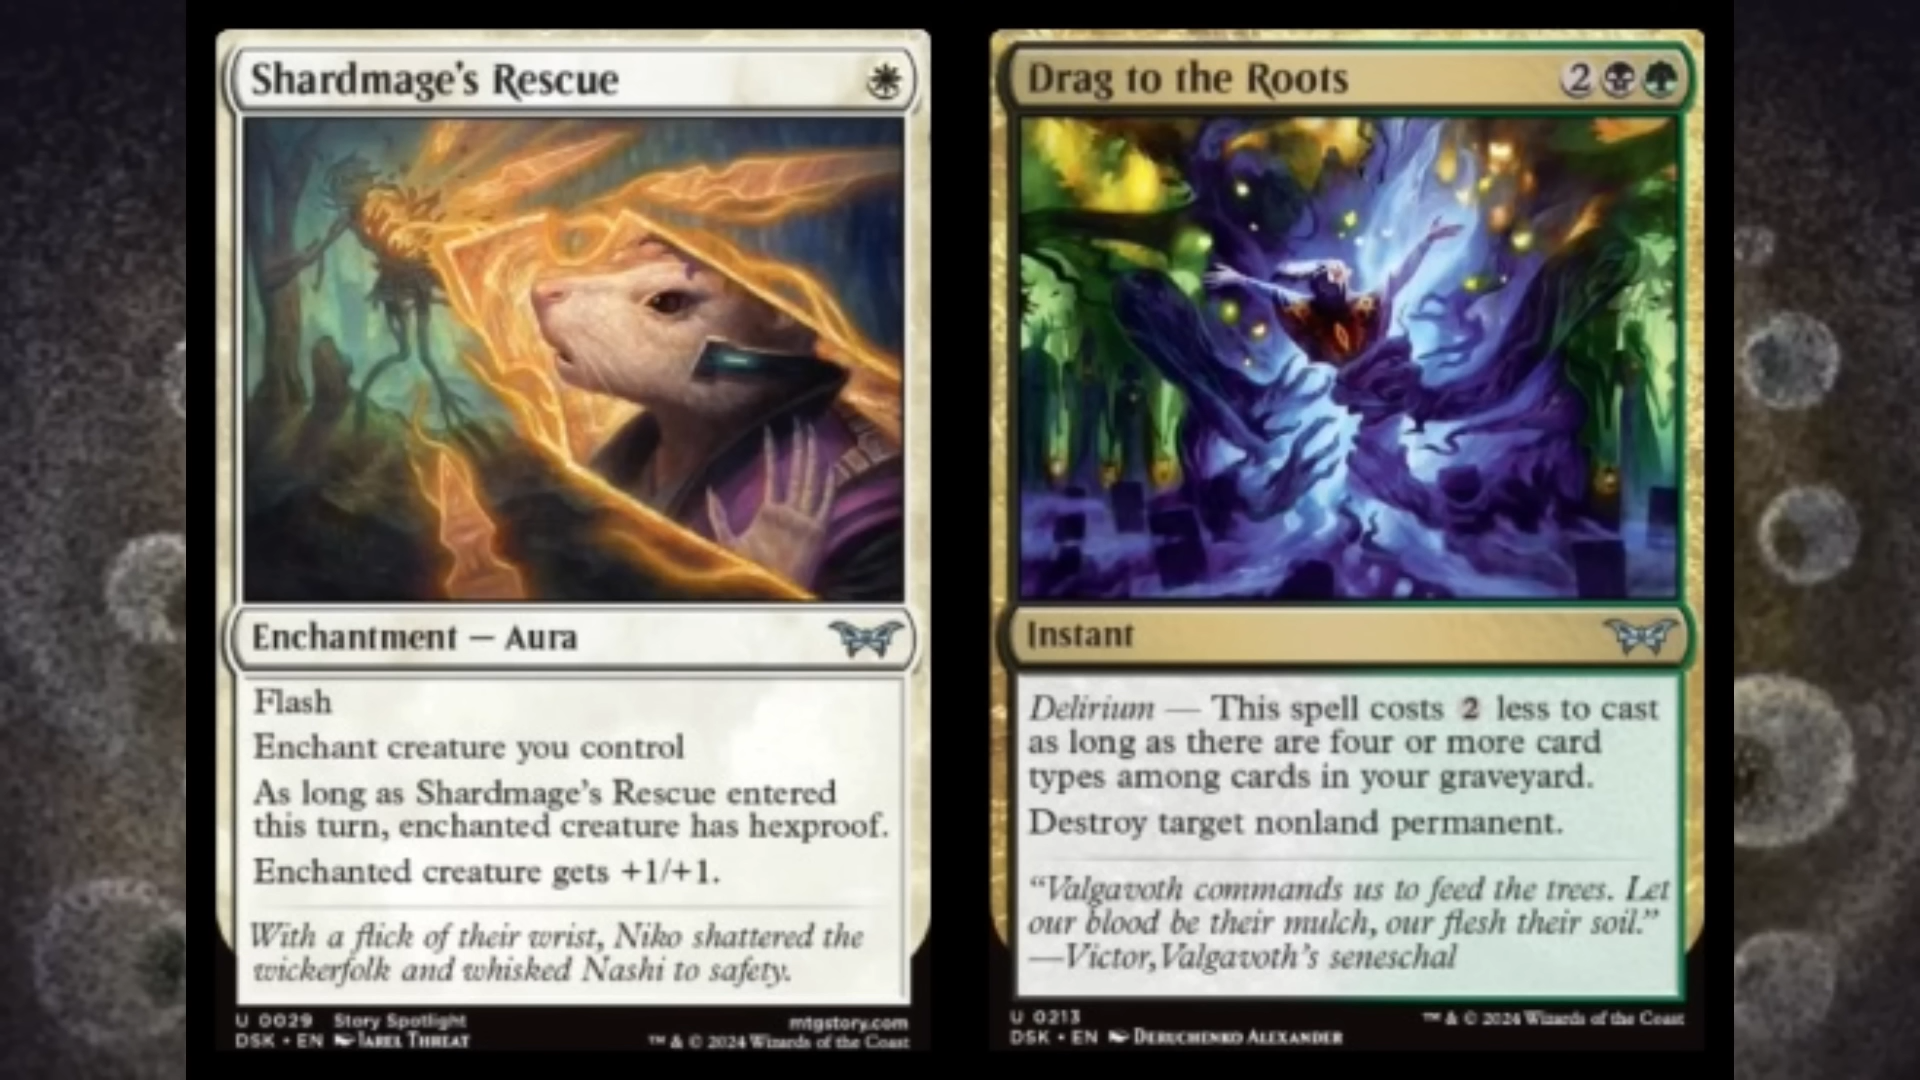 Shardmage's Rescue
Enchantment — Aura
Flash
Enchant creature you control
As long as Shardmage's Rescue entered
this turn, enchanted creature has hexproof.
Enchanted creature gets +1/+1.
With a flick of their wrist, Niko shattered the
wickerfolk and whisked Nashi to safety.
U 0029 Story Spotlight
mtgstory.com
DSK • EN JABEL THREAT
™ & © 2024 Wizards of the Coast
Drag to the Roots
2
Instant
Delirium — This spell costs 2 less to cast
as long as there are four or more card
types among cards in your graveyard.
Destroy target nonland permanent.
“Valgavoth commands us to feed the trees. Let
our blood be their mulch, our flesh their soil.”
—Victor, Valgavoth’s seneschal
U 0213
™ & © 2024 Wizards of the Coast
DSK • EN DERUCHENKO ALEXANDER